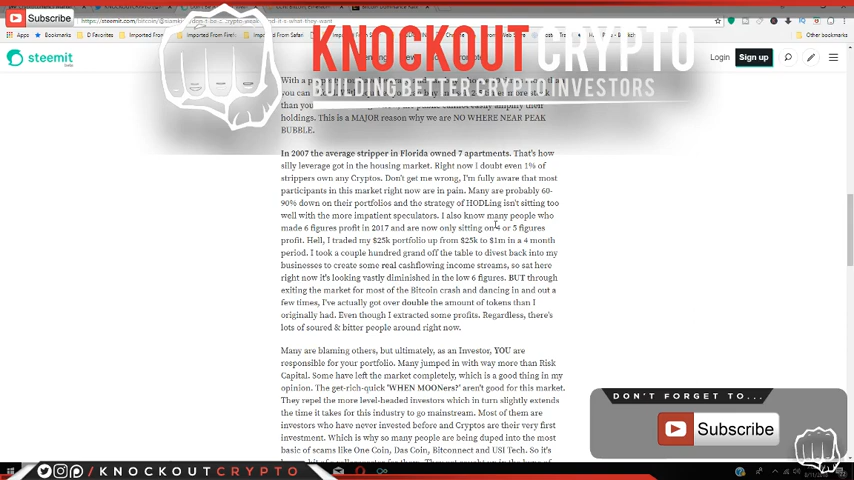 Subscribe
KNOCKOUT CRYPTO
BUILDING BETTER CRYPTO INVESTORS
steemit
Login
Sign up
Other bookmarks
Bookmarks
D Favorites
Imported
holdings. This is a MAJOR reason why we are NO WHERE NEAR PEAK
BUBBLE.
In 2007 the average stripper in Florida owned 7 apartments. That's how
silly leverage got in the housing market. Right now I doubt even 1% of
strippers own any Cryptos. Don't get me wrong, I'm fully aware that most
participants in this market right now are in pain. Many are probably 60-
90% down on their portfolios and the strategy of HODLing isn't sitting too
well with the more impatient speculators. I also know many people who
made 6 figures profit in 2017 and are now only sitting on 4 or 5 figures
profit. Hell, I traded my $25k portfolio up from $25k to $1m in a 4 month
period. I took a couple hundred grand off the table to divest back into my
businesses to create some real cashflowing income streams, so sat here
right now it's looking vastly diminished in the low 6 figures. BUT through
exiting the market for most of the Bitcoin crash and dancing in and out a
few times, I've actually got over double the amount of tokens than I
originally had. Even though I extracted some profits. Regardless, there's
lots of soured & bitter people around right now.
Many are blaming others, but ultimately, as an Investor, YOU are
responsible for your portfolio. Many jumped in with way more than Risk
Capital. Some have left the market completely, which is a good thing in my
opinion. The get-rich-quick 'WHEN MOONers?' aren't good for this market.
They repel the more level-headed investors which in turn slightly extends
the time it takes for this industry to go mainstream. Most of them are
investors who have never invested before and Cryptos are their very first
investment. Which is why so many people are being duped into the most
basic of scams like One Coin, Das Coin, Bitconnect and USI Tech. So it's
DON'T FORGET TO...
Subscribe
/KNOCKOUTCRYPTO